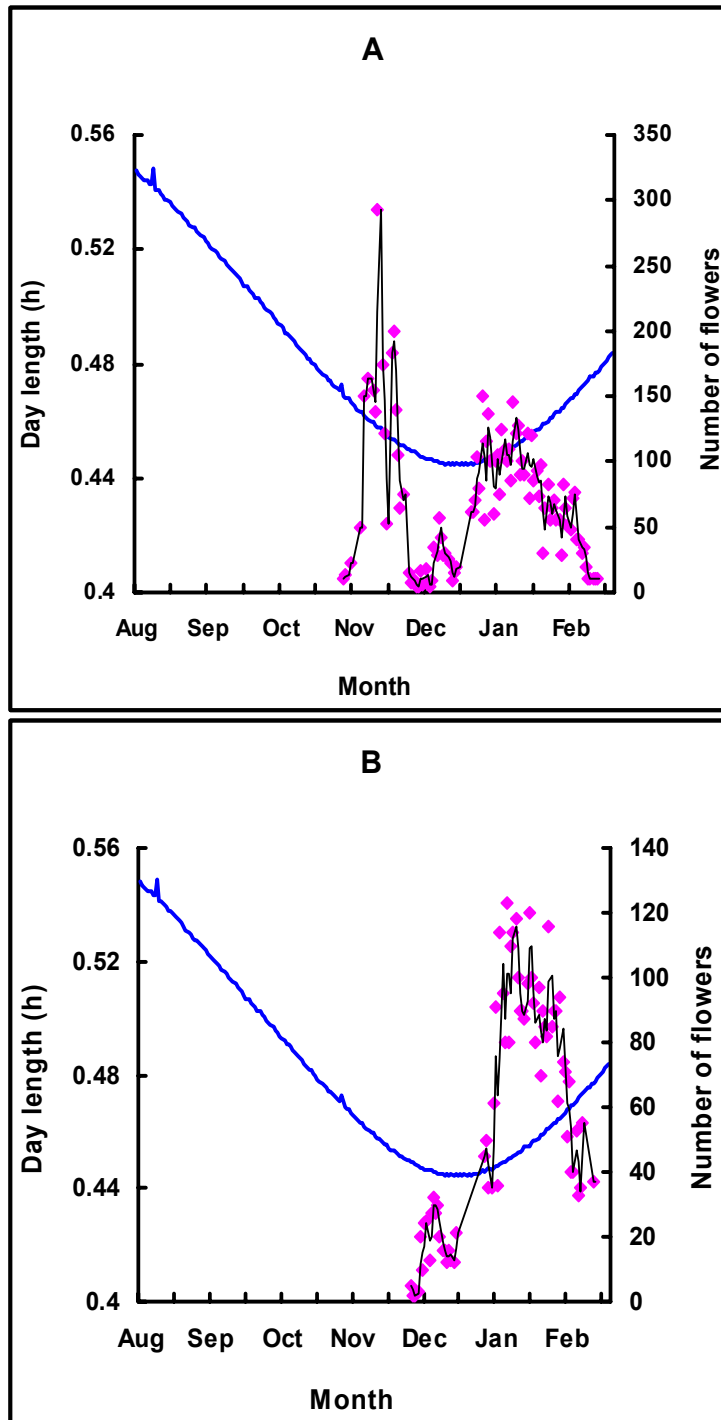 A
0.56
0.52
0.48
0.44
0.4
Day length (h)
350
300
250
200
150
100
50
0
Number of flowers
Aug Sep Oct Nov Dec Jan Feb
Month
B
0.56
0.52
0.48
0.44
0.4
Day length (h)
140
120
100
80
60
40
20
0
Number of flowers
Aug Sep Oct Nov Dec Jan Feb
Month